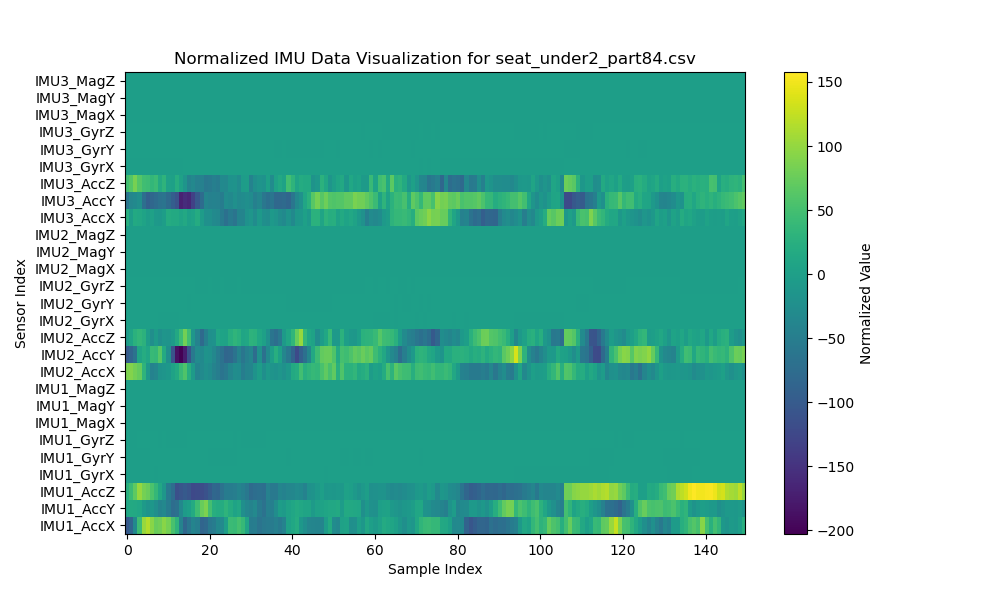 Normalized IMU Data Visualization for seat_under2_part84.csv
IMU3_MagZ
IMU3_MagY
IMU3_MagX
IMU3_GyrZ
IMU3_GyrY
IMU3_GyrX
IMU3_AccZ
IMU3_AccY
IMU3_AccX
IMU2_MagZ
IMU2_MagY
IMU2_MagX
IMU2_GyrZ
IMU2_GyrY
IMU2_GyrX
IMU2_AccZ
IMU2_AccY
IMU2_AccX
IMU1_MagZ
IMU1_MagY
IMU1_MagX
IMU1_GyrZ
IMU1_GyrY
IMU1_GyrX
IMU1_AccZ
IMU1_AccY
IMU1_AccX
Sensor Index
0 20 40 60 80 100 120 140
Sample Index
150
100
50
0
−50
−100
−150
−200
Normalized Value